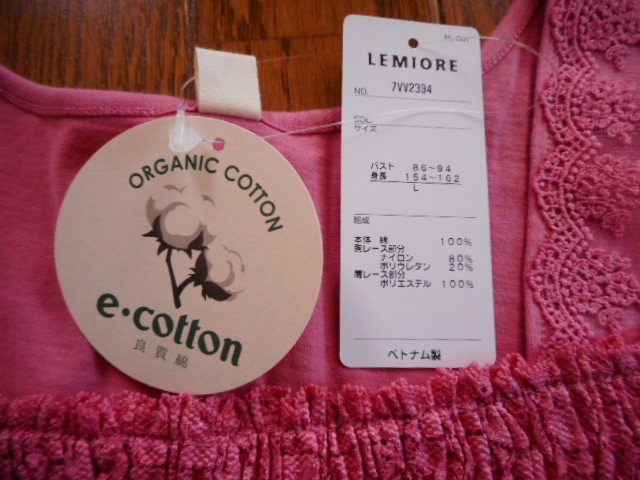 ORGANIC COTTON
e・cotton
良質綿
LEMIORE
NO. 7VV2394
COL.
サイズ
バスト 86~94
身長 154~162
L
組成
本体 綿 100%
胸レース部分
ナイロン 80%
ポリウレタン 20%
肩レース部分
ポリエステル 100%
ベトナム製